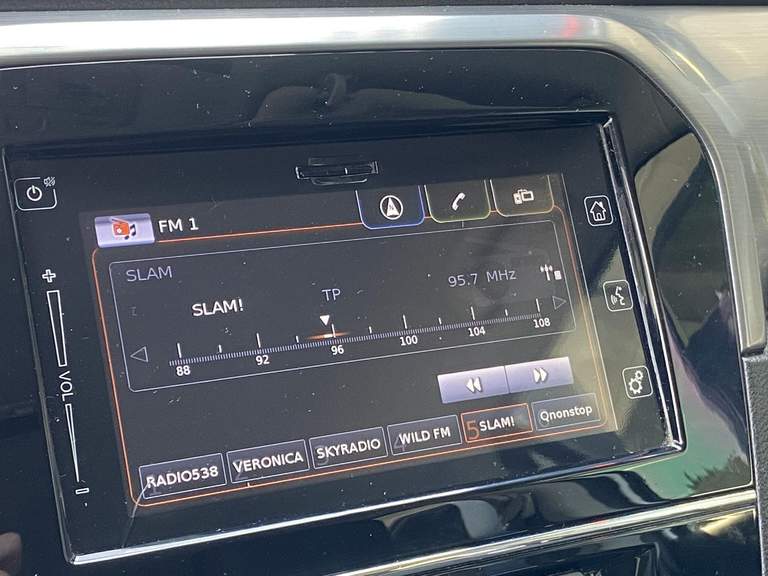 FM 1
SLAM
SLAM!
TP
95.7 MHz
88 92 96 100 104 108
VOL
RADIO538 VERONICA SKYRADIO WILD FM 5 SLAM! Qnonstop